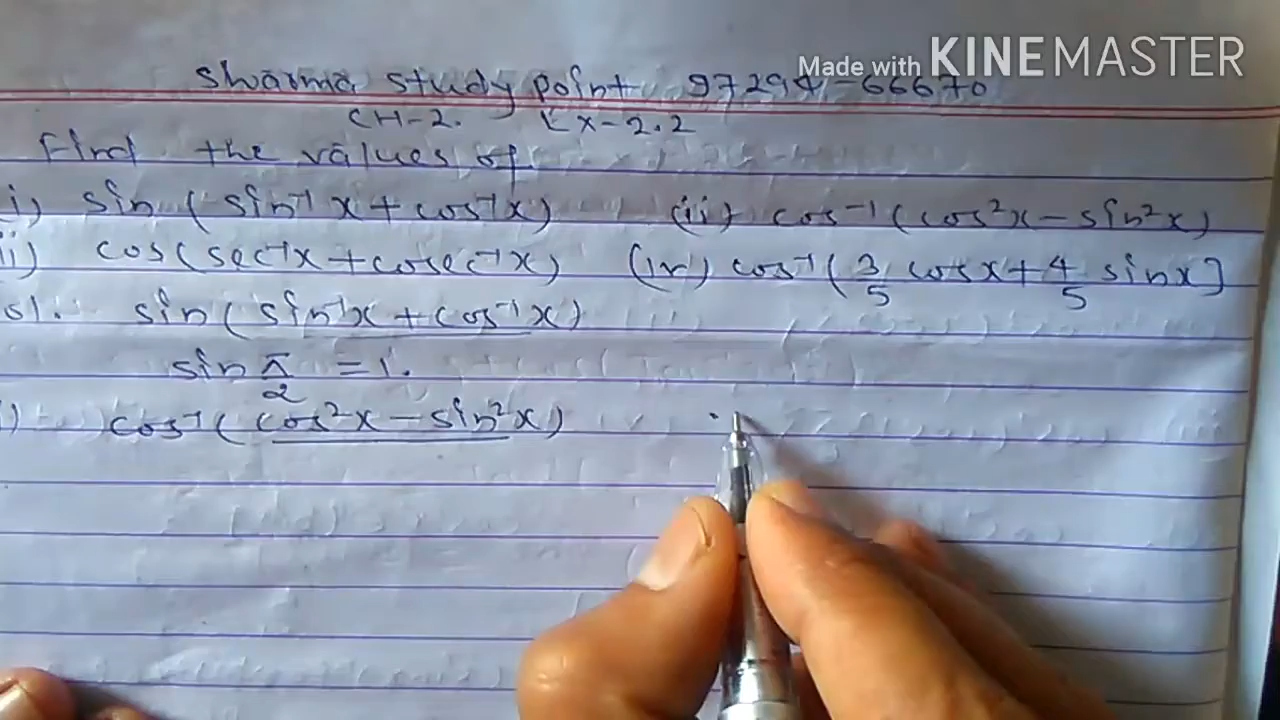 Made with KINEMASTER
Sharma study point 97294-66670
CH-2. Ex-2.2
Find the values of
i) sin (sin⁻¹x + cos⁻¹x) (ii) cos⁻¹(cos²x - sin²x)
ii) cos(sec⁻¹x + cosec⁻¹x) (iv) cos⁻¹(3/5 cosx + 4/5 sinx]
ol. sin (sin⁻¹x + cos⁻¹x)
sin π/2 = 1.
i) cos⁻¹ (cos²x - sin²x)